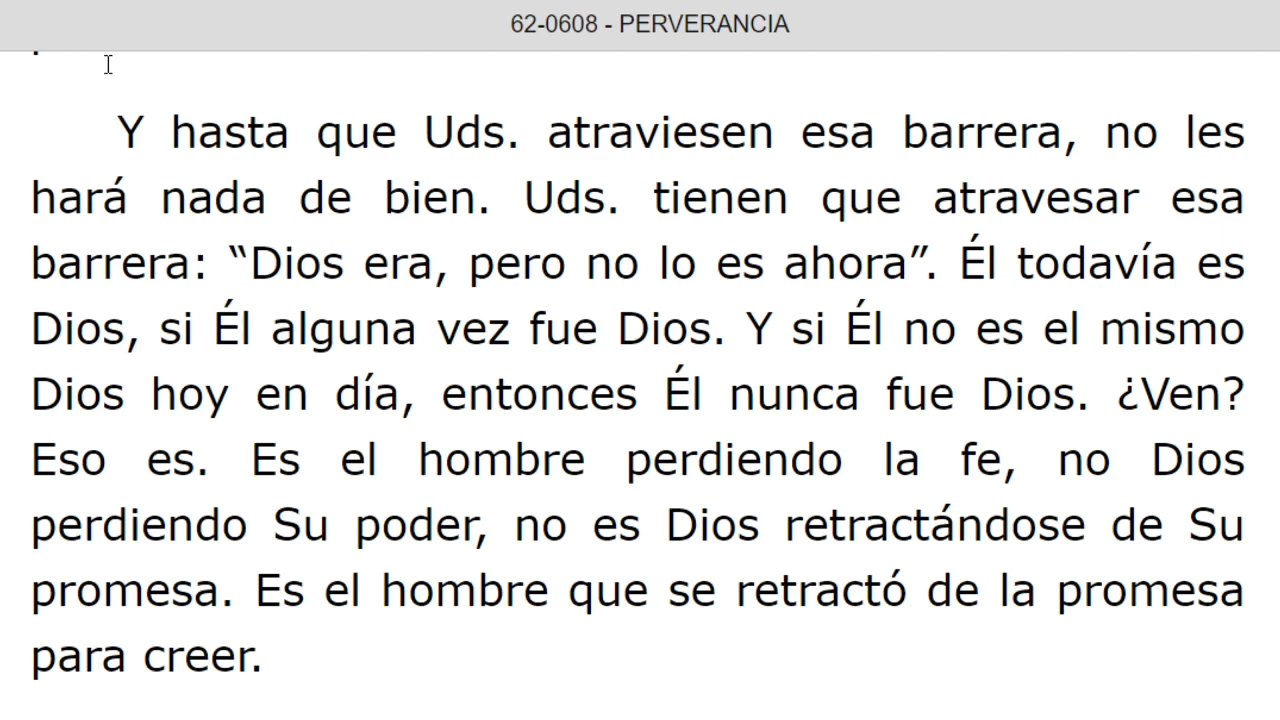 62-0608 - PERVERANCIA
Y hasta que Uds. atraviesen esa barrera, no les
hará nada de bien. Uds. tienen que atravesar esa
barrera: “Dios era, pero no lo es ahora”. Él todavía es
Dios, si Él alguna vez fue Dios. Y si Él no es el mismo
Dios hoy en día, entonces Él nunca fue Dios. ¿Ven?
Eso es. Es el hombre perdiendo la fe, no Dios
perdiendo Su poder, no es Dios retractándose de Su
promesa. Es el hombre que se retractó de la promesa
para creer.